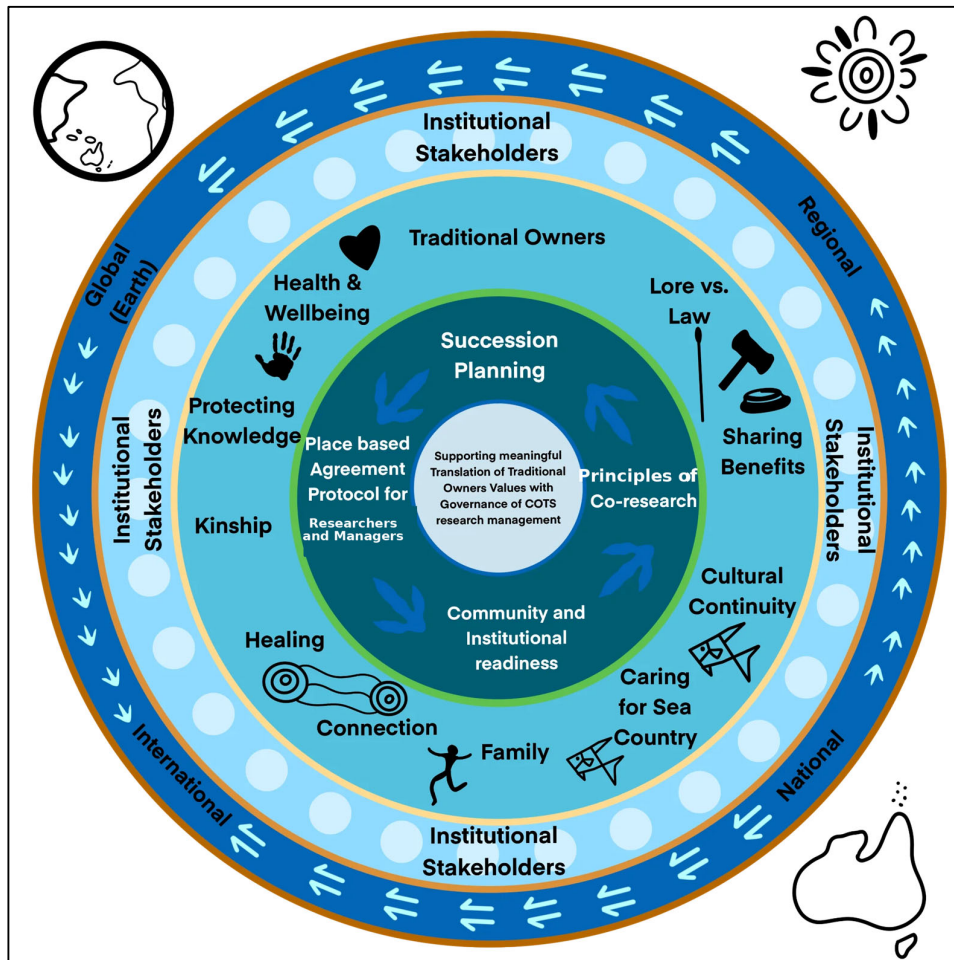 Institutional
Stakeholders
Global
(Earth)
Regional
Traditional Owners
Health &
Wellbeing
Lore vs.
Law
Protecting
Knowledge
Sharing
Benefits
Succession
Planning
Place based
Agreement
Protocol for
Researchers
and Managers
Supporting meaningful
Translation of Traditional
Owners Values with
Governance of COTS
research management
Principles of
Co-research
Institutional
Stakeholders
Institutional
Stakeholders
Kinship
Community and
Institutional
readiness
Cultural
Continuity
Healing
Connection
Family
Caring
for Sea
Country
International
National
Institutional
Stakeholders